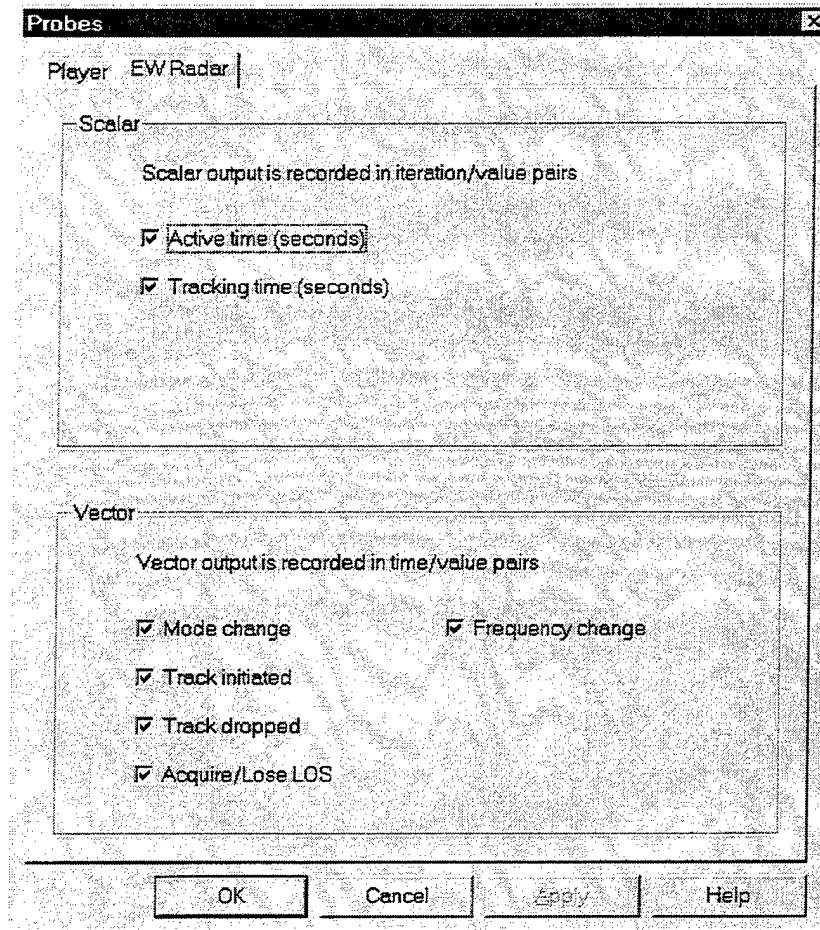 Probes
Player EW Radar
Scalar
Scalar output is recorded in iteration/value pairs
Active time (seconds)
Tracking time (seconds)
Vector
Vector output is recorded in time/value pairs
Mode change Frequency change
Track initiated
Track dropped
Acquire/Lose LOS
OK Cancel Apply Help